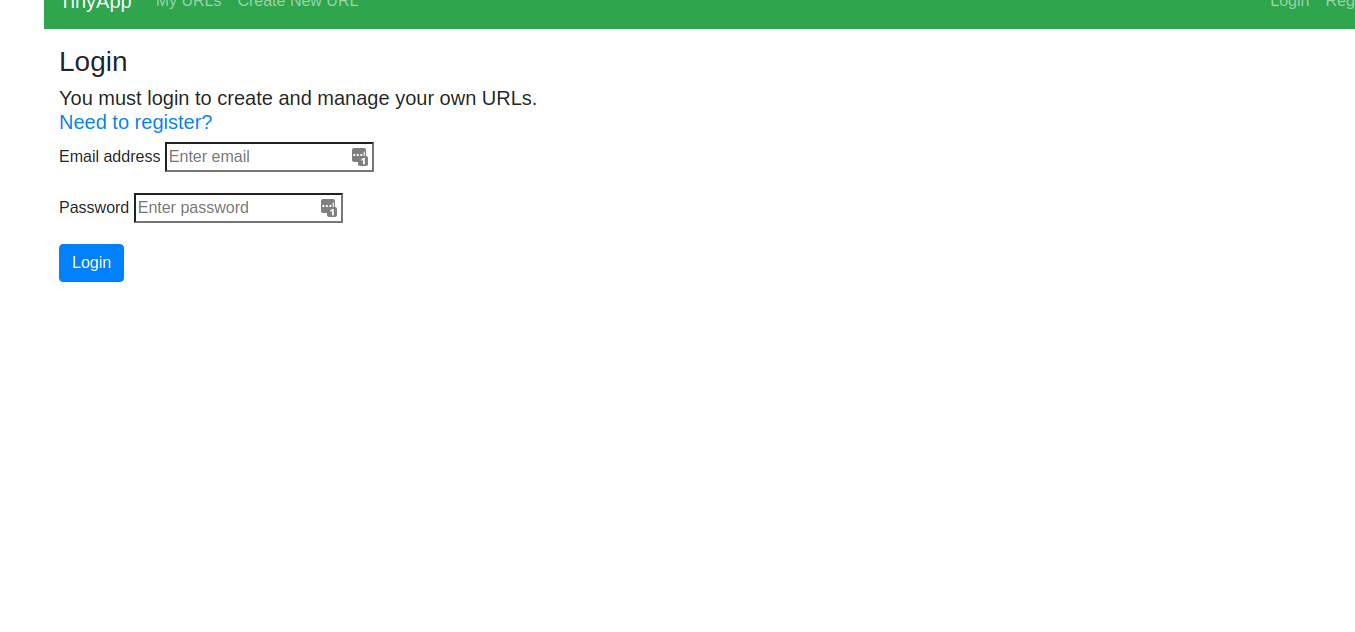 TinyApp My URLs Create New URL Login Reg
Login
You must login to create and manage your own URLs.
Need to register?
Email address Enter email
Password Enter password
Login